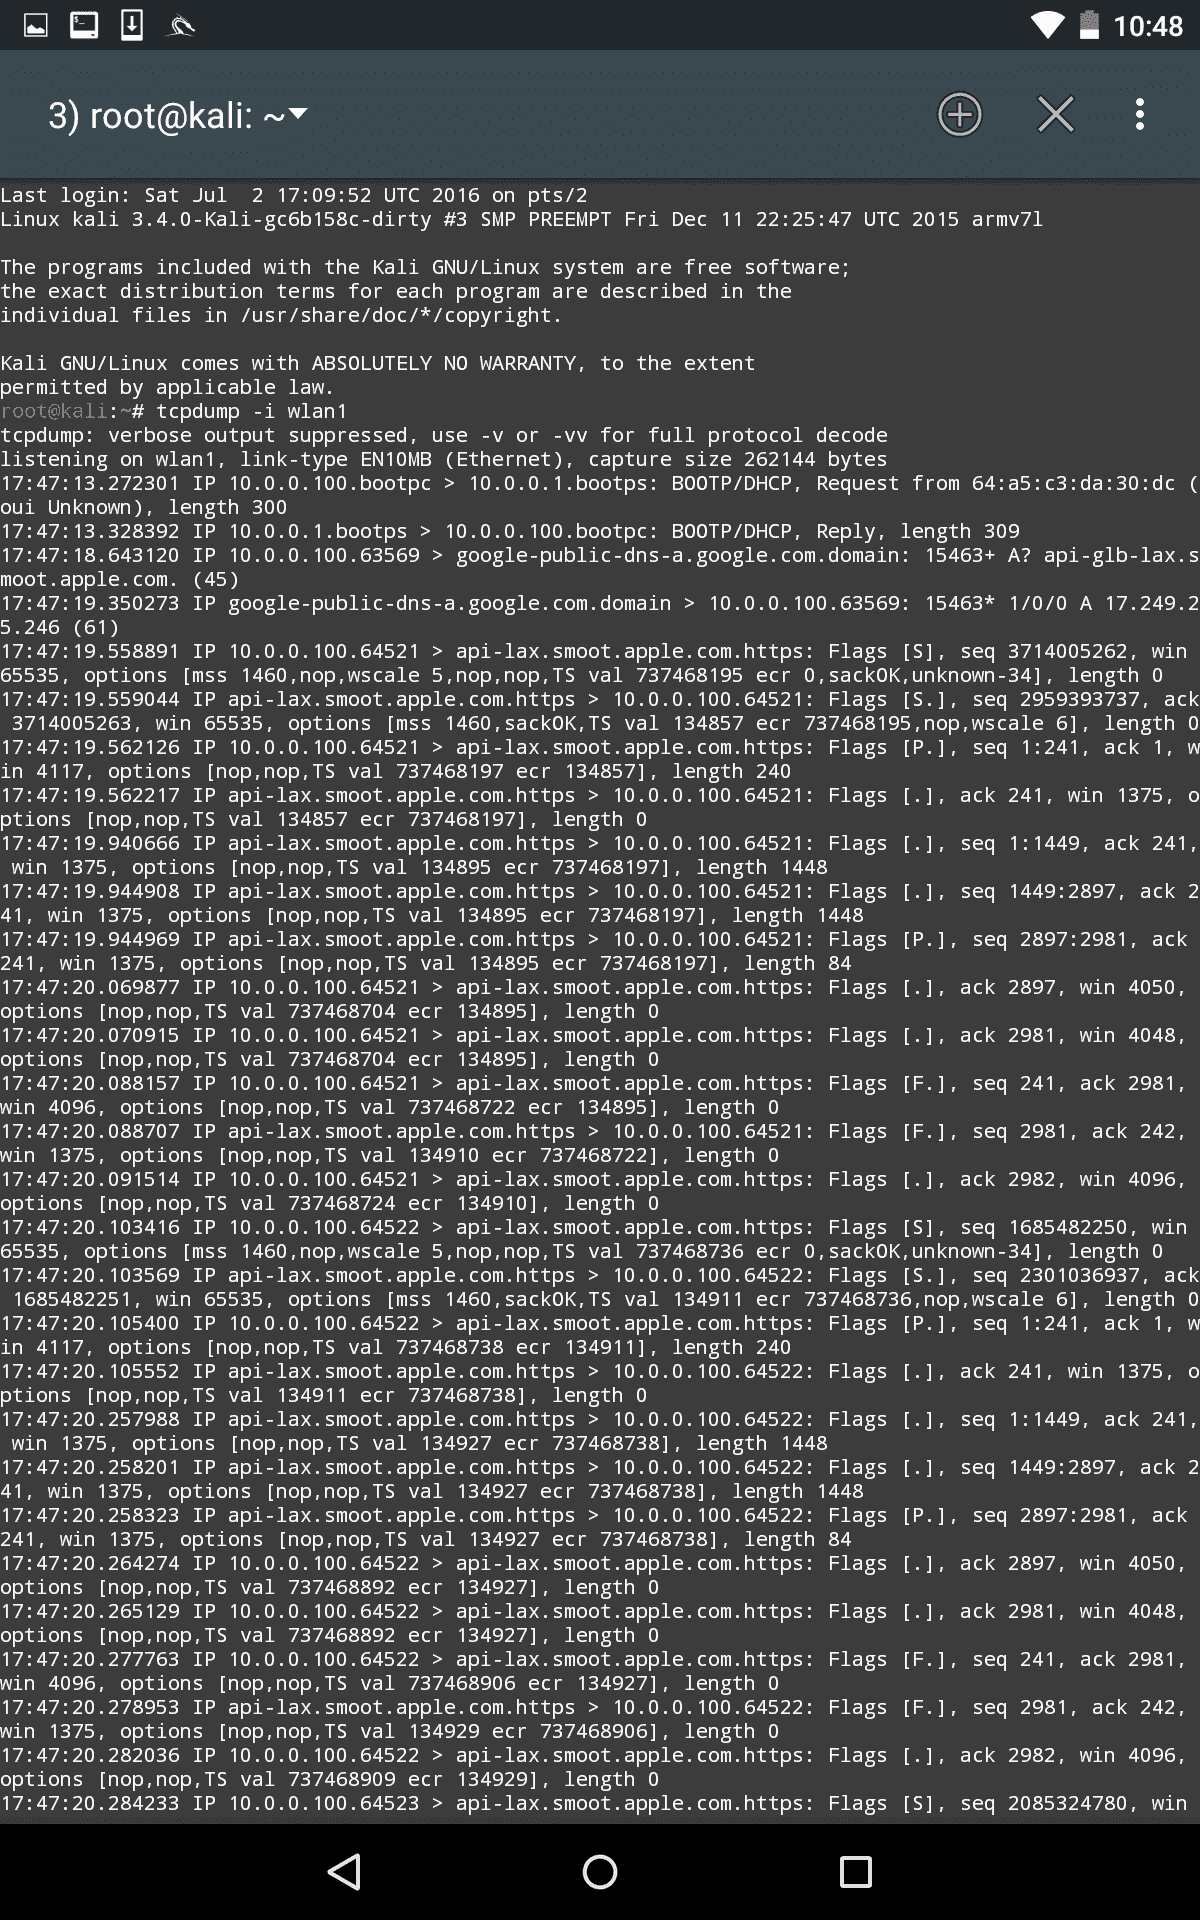 10:48
3) root@kali: ~
Last login: Sat Jul  2 17:09:52 UTC 2016 on pts/2
Linux kali 3.4.0-Kali-gc6b158c-dirty #3 SMP PREEMPT Fri Dec 11 22:25:47 UTC 2015 armv7l
The programs included with the Kali GNU/Linux system are free software;
the exact distribution terms for each program are described in the
individual files in /usr/share/doc/*/copyright.
Kali GNU/Linux comes with ABSOLUTELY NO WARRANTY, to the extent
permitted by applicable law.
root@kali:~# tcpdump -i wlan1
tcpdump: verbose output suppressed, use -v or -vv for full protocol decode
listening on wlan1, link-type EN10MB (Ethernet), capture size 262144 bytes
17:47:13.272301 IP 10.0.0.100.bootpc > 10.0.0.1.bootps: BOOTP/DHCP, Request from 64:a5:c3:da:30:dc (
oui Unknown), length 300
17:47:13.328392 IP 10.0.0.1.bootps > 10.0.0.100.bootpc: BOOTP/DHCP, Reply, length 309
17:47:18.643120 IP 10.0.0.100.63569 > google-public-dns-a.google.com.domain: 15463+ A? api-glb-lax.s
moot.apple.com. (45)
17:47:19.350273 IP google-public-dns-a.google.com.domain > 10.0.0.100.63569: 15463* 1/0/0 A 17.249.2
5.246 (61)
17:47:19.558891 IP 10.0.0.100.64521 > api-lax.smoot.apple.com.https: Flags [S], seq 3714005262, win
65535, options [mss 1460,nop,wscale 5,nop,nop,TS val 737468195 ecr 0,sackOK,unknown-34], length 0
17:47:19.559044 IP api-lax.smoot.apple.com.https > 10.0.0.100.64521: Flags [S.], seq 2959393737, ack
 3714005263, win 65535, options [mss 1460,sackOK,TS val 134857 ecr 737468195,nop,wscale 6], length 0
17:47:19.562126 IP 10.0.0.100.64521 > api-lax.smoot.apple.com.https: Flags [P.], seq 1:241, ack 1, w
in 4117, options [nop,nop,TS val 737468197 ecr 134857], length 240
17:47:19.562217 IP api-lax.smoot.apple.com.https > 10.0.0.100.64521: Flags [.], ack 241, win 1375, o
ptions [nop,nop,TS val 134857 ecr 737468197], length 0
17:47:19.940666 IP api-lax.smoot.apple.com.https > 10.0.0.100.64521: Flags [.], seq 1:1449, ack 241,
 win 1375, options [nop,nop,TS val 134895 ecr 737468197], length 1448
17:47:19.944908 IP api-lax.smoot.apple.com.https > 10.0.0.100.64521: Flags [.], seq 1449:2897, ack 2
41, win 1375, options [nop,nop,TS val 134895 ecr 737468197], length 1448
17:47:19.944969 IP api-lax.smoot.apple.com.https > 10.0.0.100.64521: Flags [P.], seq 2897:2981, ack
241, win 1375, options [nop,nop,TS val 134895 ecr 737468197], length 84
17:47:20.069877 IP 10.0.0.100.64521 > api-lax.smoot.apple.com.https: Flags [.], ack 2897, win 4050,
options [nop,nop,TS val 737468704 ecr 134895], length 0
17:47:20.070915 IP 10.0.0.100.64521 > api-lax.smoot.apple.com.https: Flags [.], ack 2981, win 4048,
options [nop,nop,TS val 737468704 ecr 134895], length 0
17:47:20.088157 IP 10.0.0.100.64521 > api-lax.smoot.apple.com.https: Flags [F.], seq 241, ack 2981,
win 4096, options [nop,nop,TS val 737468722 ecr 134895], length 0
17:47:20.088707 IP api-lax.smoot.apple.com.https > 10.0.0.100.64521: Flags [F.], seq 2981, ack 242,
win 1375, options [nop,nop,TS val 134910 ecr 737468722], length 0
17:47:20.091514 IP 10.0.0.100.64521 > api-lax.smoot.apple.com.https: Flags [.], ack 2982, win 4096,
options [nop,nop,TS val 737468724 ecr 134910], length 0
17:47:20.103416 IP 10.0.0.100.64522 > api-lax.smoot.apple.com.https: Flags [S], seq 1685482250, win
65535, options [mss 1460,nop,wscale 5,nop,nop,TS val 737468736 ecr 0,sackOK,unknown-34], length 0
17:47:20.103569 IP api-lax.smoot.apple.com.https > 10.0.0.100.64522: Flags [S.], seq 2301036937, ack
 1685482251, win 65535, options [mss 1460,sackOK,TS val 134911 ecr 737468736,nop,wscale 6], length 0
17:47:20.105400 IP 10.0.0.100.64522 > api-lax.smoot.apple.com.https: Flags [P.], seq 1:241, ack 1, w
in 4117, options [nop,nop,TS val 737468738 ecr 134911], length 240
17:47:20.105552 IP api-lax.smoot.apple.com.https > 10.0.0.100.64522: Flags [.], ack 241, win 1375, o
ptions [nop,nop,TS val 134911 ecr 737468738], length 0
17:47:20.257988 IP api-lax.smoot.apple.com.https > 10.0.0.100.64522: Flags [.], seq 1:1449, ack 241,
 win 1375, options [nop,nop,TS val 134927 ecr 737468738], length 1448
17:47:20.258201 IP api-lax.smoot.apple.com.https > 10.0.0.100.64522: Flags [.], seq 1449:2897, ack 2
41, win 1375, options [nop,nop,TS val 134927 ecr 737468738], length 1448
17:47:20.258323 IP api-lax.smoot.apple.com.https > 10.0.0.100.64522: Flags [P.], seq 2897:2981, ack
241, win 1375, options [nop,nop,TS val 134927 ecr 737468738], length 84
17:47:20.264274 IP 10.0.0.100.64522 > api-lax.smoot.apple.com.https: Flags [.], ack 2897, win 4050,
options [nop,nop,TS val 737468892 ecr 134927], length 0
17:47:20.265129 IP 10.0.0.100.64522 > api-lax.smoot.apple.com.https: Flags [.], ack 2981, win 4048,
options [nop,nop,TS val 737468892 ecr 134927], length 0
17:47:20.277763 IP 10.0.0.100.64522 > api-lax.smoot.apple.com.https: Flags [F.], seq 241, ack 2981,
win 4096, options [nop,nop,TS val 737468906 ecr 134927], length 0
17:47:20.278953 IP api-lax.smoot.apple.com.https > 10.0.0.100.64522: Flags [F.], seq 2981, ack 242,
win 1375, options [nop,nop,TS val 134929 ecr 737468906], length 0
17:47:20.282036 IP 10.0.0.100.64522 > api-lax.smoot.apple.com.https: Flags [.], ack 2982, win 4096,
options [nop,nop,TS val 737468909 ecr 134929], length 0
17:47:20.284233 IP 10.0.0.100.64523 > api-lax.smoot.apple.com.https: Flags [S], seq 2085324780, win